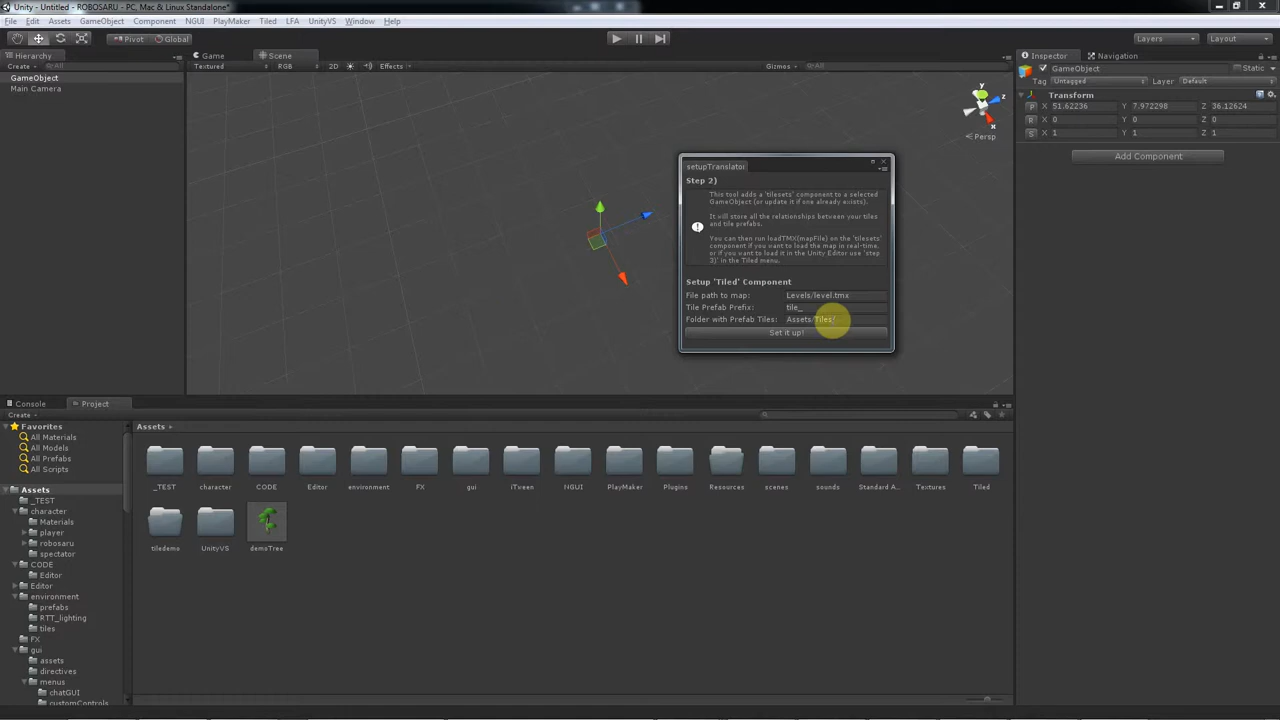 Unity - Untitled - ROBOSARU - PC, Mac & Linux Standalone*
File Edit Assets GameObject Component NGUI PlayMaker Tiled LFA UnityVS Window Help
Pivot Global Layers Layout
Hierarchy
Create All
GameObject
Main Camera
Game Scene
Textured RGB 2D Effects Gizmos All
y
z
x
Persp
setupTranslator
Step 2)
This tool adds a 'tilesets' component to a selected
GameObject (or update it if one already exists).
It will store all the relationships between your tiles
and tile prefabs.
You can then run loadTMX(mapFile) on the 'tilesets'
component if you want to load the map in real-time,
or if you want to load it in the Unity Editor use 'step
3)' in the Tiled menu.
Setup 'Tiled' Component
File path to map: Levels/level.tmx
Tile Prefab Prefix: tile_
Folder with Prefab Tiles: Assets/Tiles/
Set it up!
Inspector Navigation
GameObject Static
Tag Untagged Layer Default
Transform
P X 51.62236 Y 7.972298 Z 36.12624
R X 0 Y 0 Z 0
S X 1 Y 1 Z 1
Add Component
Console Project
Create
Favorites
All Materials
All Models
All Prefabs
All Scripts
Assets
_TEST
character
Materials
player
robosaru
spectator
CODE
Editor
Editor
environment
prefabs
RTT_lighting
tiles
FX
gui
assets
directives
menus
chatGUI
customControls
Assets
_TEST character CODE Editor environment FX gui iTween NGUI PlayMaker Plugins Resources scenes sounds Standard A... Textures Tiled
tiledemo UnityVS demoTree